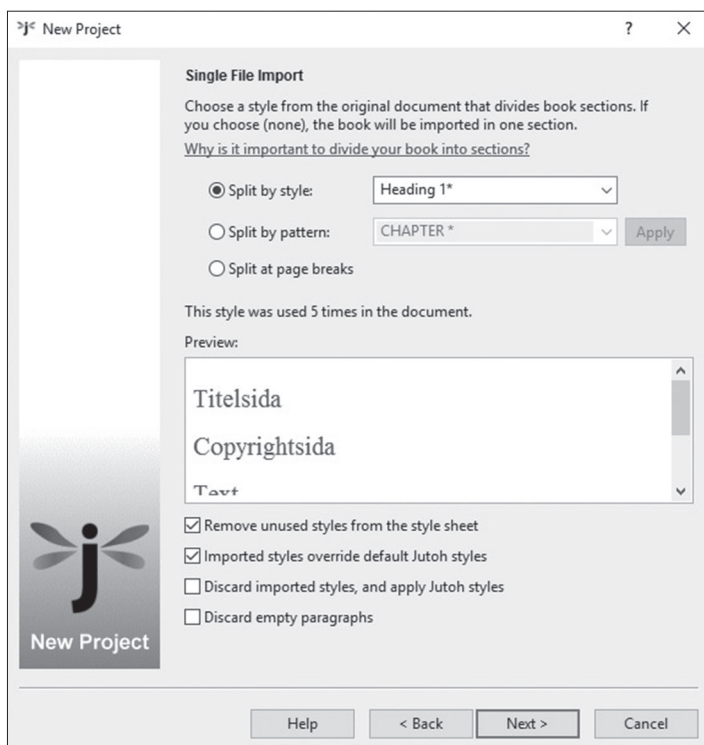 New Project
?
Single File Import
Choose a style from the original document that divides book sections. If
you choose (none), the book will be imported in one section.
Why is it important to divide your book into sections?
Split by style:
Heading 1*
Split by pattern:
CHAPTER *
Apply
Split at page breaks
This style was used 5 times in the document.
Preview:
Titelsida
Copyrightsida
Text
Remove unused styles from the style sheet
Imported styles override default Jutoh styles
Discard imported styles, and apply Jutoh styles
Discard empty paragraphs
New Project
Help
< Back
Next >
Cancel